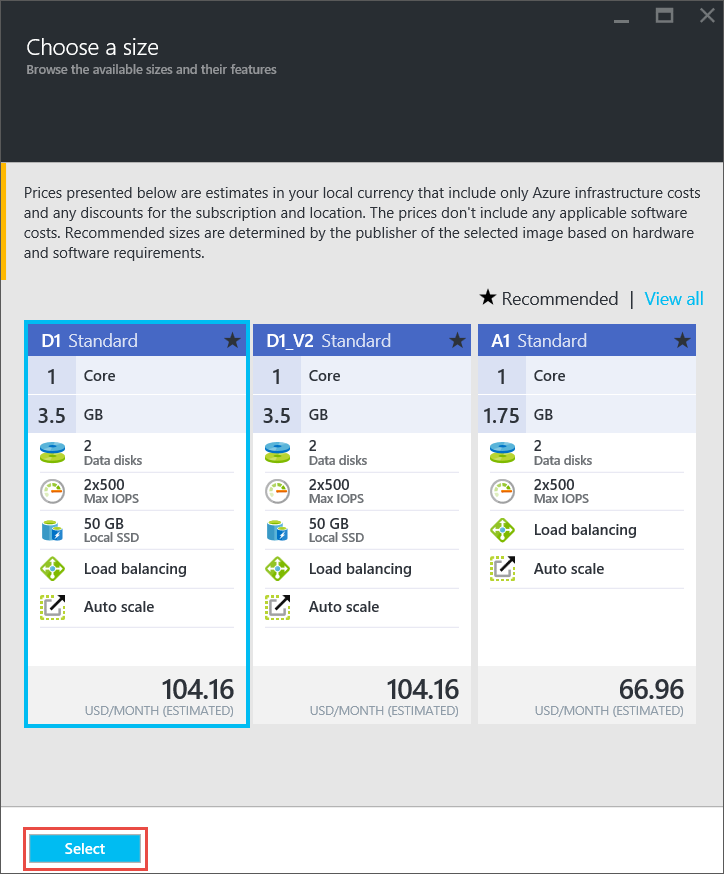 Choose a size
Browse the available sizes and their features
Prices presented below are estimates in your local currency that include only Azure infrastructure costs
and any discounts for the subscription and location. The prices don't include any applicable software
costs. Recommended sizes are determined by the publisher of the selected image based on hardware
and software requirements.
★ Recommended | View all
D1 Standard
1 Core
3.5 GB
2
Data disks
2x500
Max IOPS
50 GB
Local SSD
Load balancing
Auto scale
104.16
USD/MONTH (ESTIMATED)
D1_V2 Standard
1 Core
3.5 GB
2
Data disks
2x500
Max IOPS
50 GB
Local SSD
Load balancing
Auto scale
104.16
USD/MONTH (ESTIMATED)
A1 Standard
1 Core
1.75 GB
2
Data disks
2x500
Max IOPS
Load balancing
Auto scale
66.96
USD/MONTH (ESTIMATED)
Select